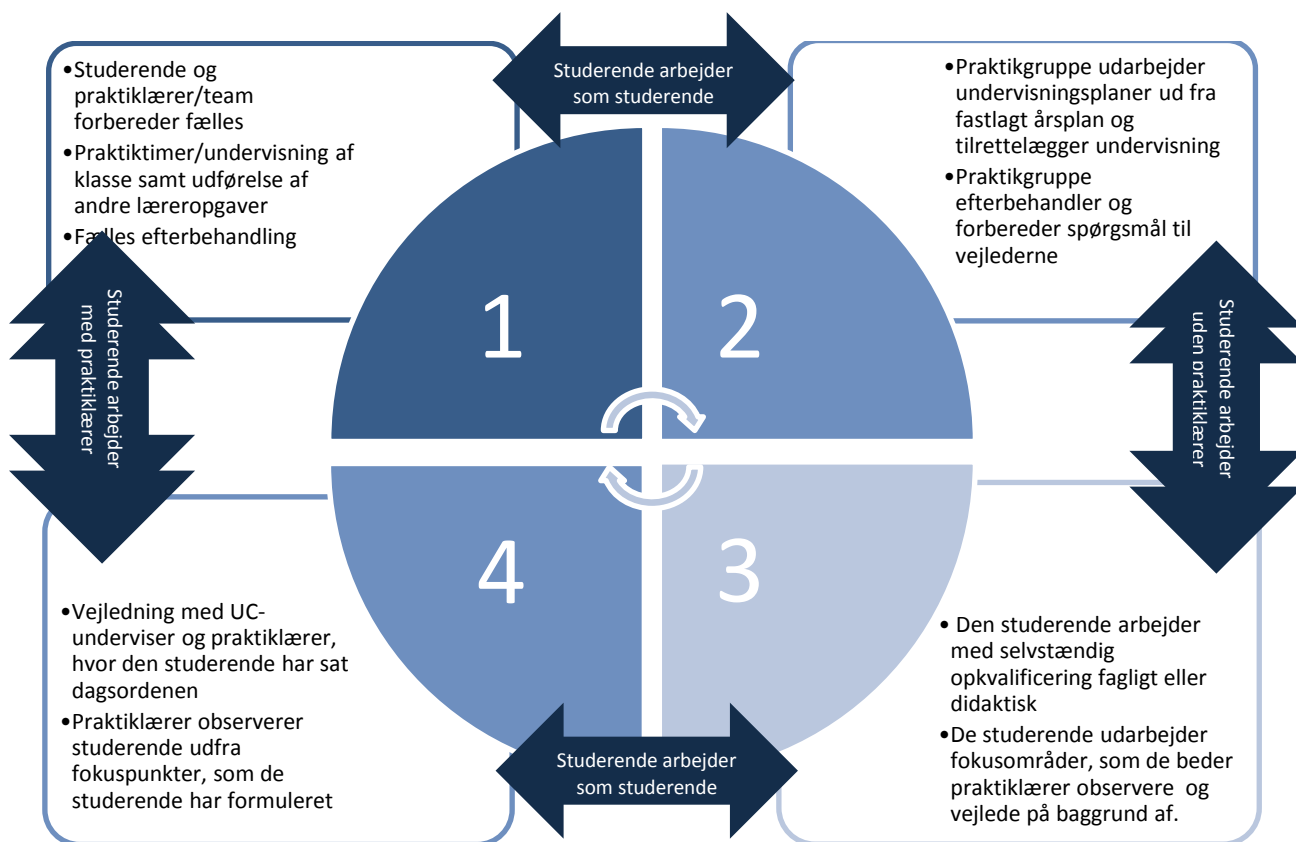 •Studerende og
praktiklærer/team
forbereder fælles
•Praktiktimer/undervisning af
klasse samt udførelse af
andre læreropgaver
•Fælles efterbehandling
Studerende arbejder
som studerende
•Praktikgruppe udarbejder
undervisningsplaner ud fra
fastlagt årsplan og
tilrettelægger undervisning
•Praktikgruppe
efterbehandler og
forbereder spørgsmål til
vejlederne
Studerende arbejder
med praktiklærer
1
2
Studerende arbejder
uden praktiklærer
4
3
•Vejledning med UC-
underviser og praktiklærer,
hvor den studerende har sat
dagsordenen
•Praktiklærer observerer
studerende udfra
fokuspunkter, som de
studerende har formuleret
Studerende arbejder
som studerende
• Den studerende arbejder
med selvstændig
opkvalificering fagligt eller
didaktisk
•De studerende udarbejder
fokusområder, som de beder
praktiklærer observere og
vejlede på baggrund af.